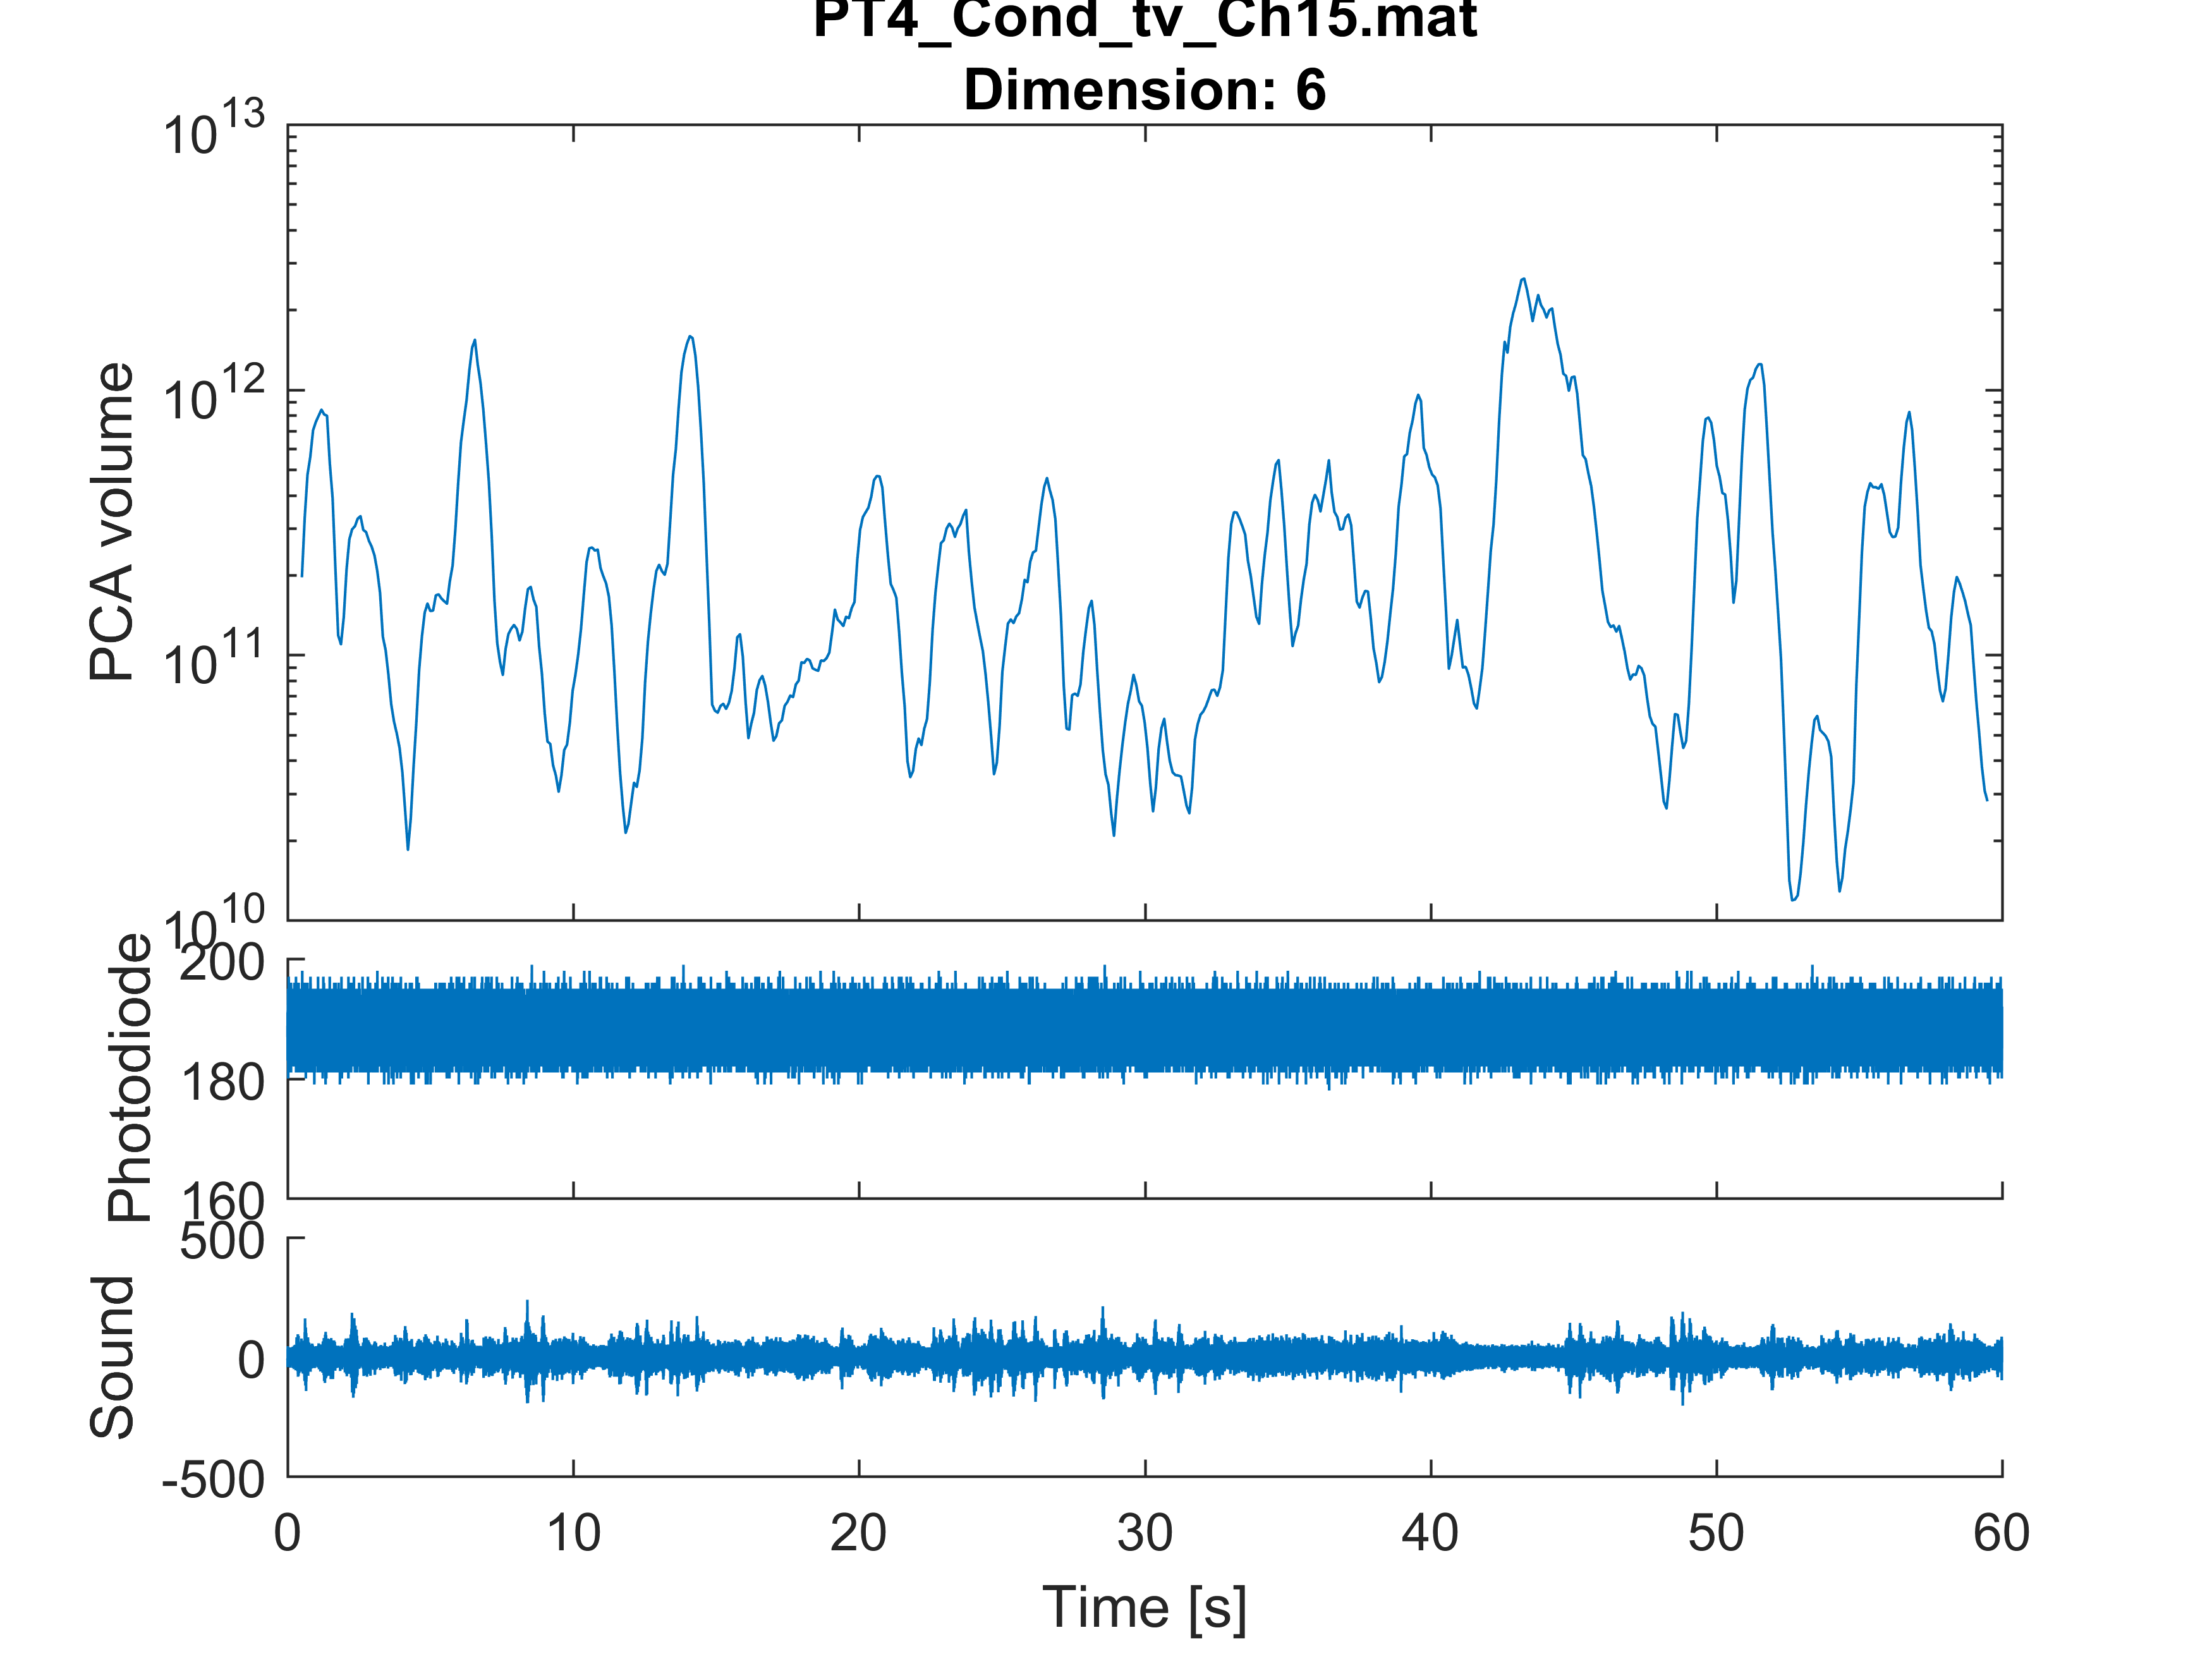 PT4_Cond_tv_Ch15.mat
Dimension: 6
10^13
10^12
10^11
10^10
PCA volume
200
180
160
Photodiode
500
0
-500
Sound
0 10 20 30 40 50 60
Time [s]